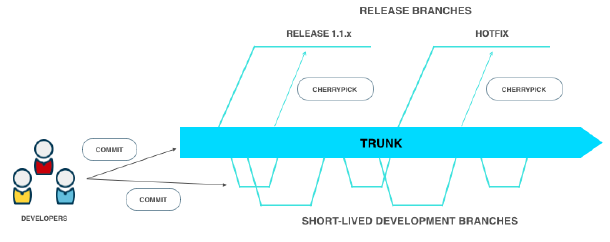 RELEASE BRANCHES
RELEASE 1.1.x
HOTFIX
CHERRYPICK
CHERRYPICK
COMMIT
TRUNK
COMMIT
DEVELOPERS
SHORT-LIVED DEVELOPMENT BRANCHES